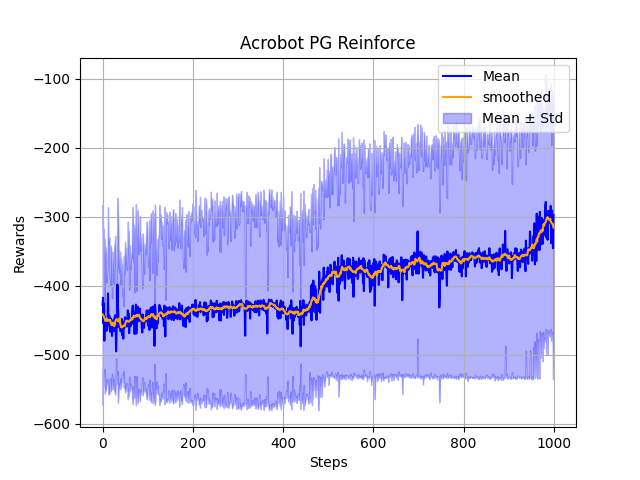 Acrobot PG Reinforce
Mean
smoothed
Mean ± Std
Rewards
−100
−200
−300
−400
−500
−600
0
200
400
600
800
1000
Steps